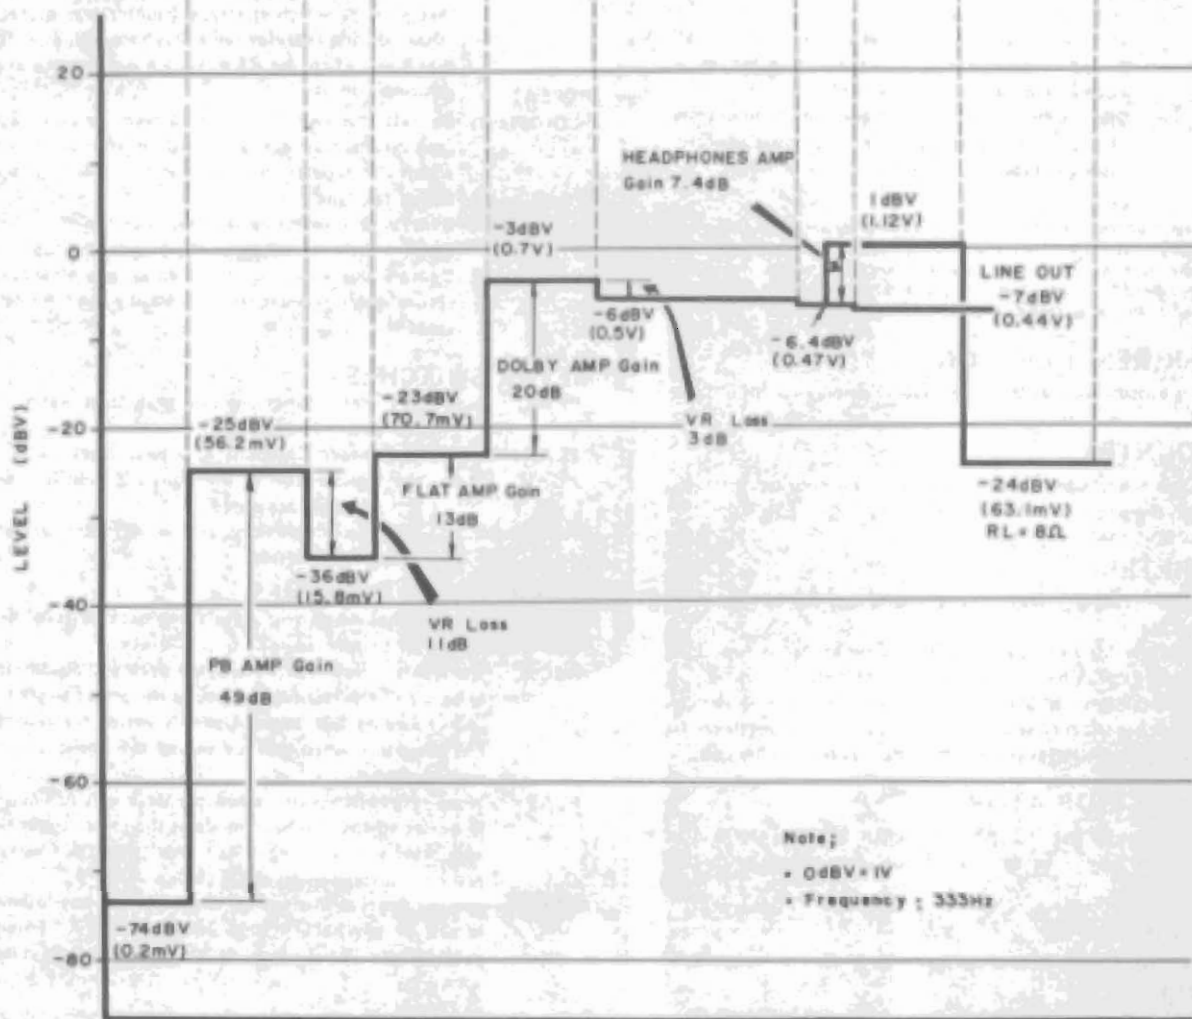 20
HEADPHONES AMP
Gain 7.4dB
1dBV
(1.12V)
-3dBV
(0.7V)
0
LINE OUT
-7dBV
(0.44V)
-6dBV
(0.5V)
-6.4dBV
(0.47V)
DOLBY AMP Gain
20dB
-23dBV
(70.7mV)
VR Loss
3dB
-25dBV
(56.2mV)
-20
LEVEL (dBV)
FLAT AMP Gain
13dB
-24dBV
(63.1mV)
RL=8Ω
-36dBV
(15.8mV)
-40
VR Loss
11dB
PB AMP Gain
49dB
-60
Note;
• 0dBV=1V
• Frequency ; 333Hz
-74dBV
(0.2mV)
-80